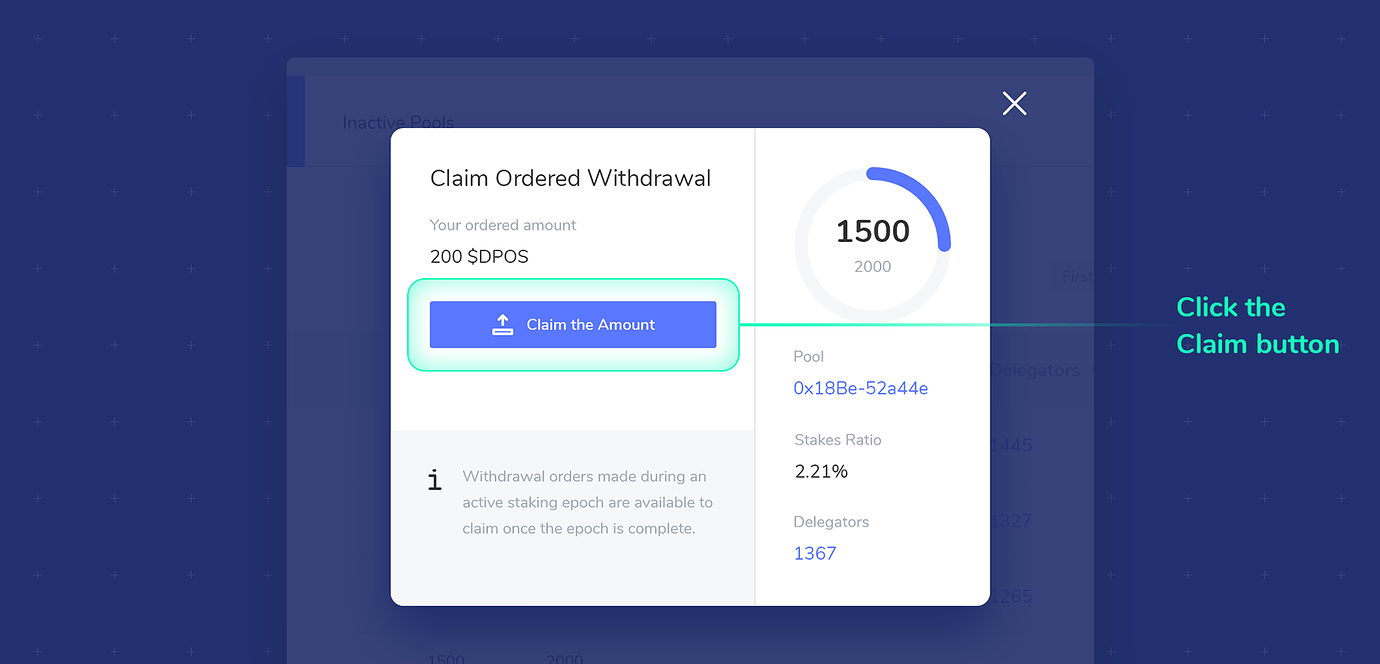 Inactive Pools
Claim Ordered Withdrawal
Your ordered amount
200 $DPOS
Claim the Amount
i
Withdrawal orders made during an
active staking epoch are available to
claim once the epoch is complete.
1500
2000
Pool
0x18Be-52a44e
Stakes Ratio
2.21%
Delegators
1367
First
Delegators
1445
1327
1265
1500 2000
Click the
Claim button